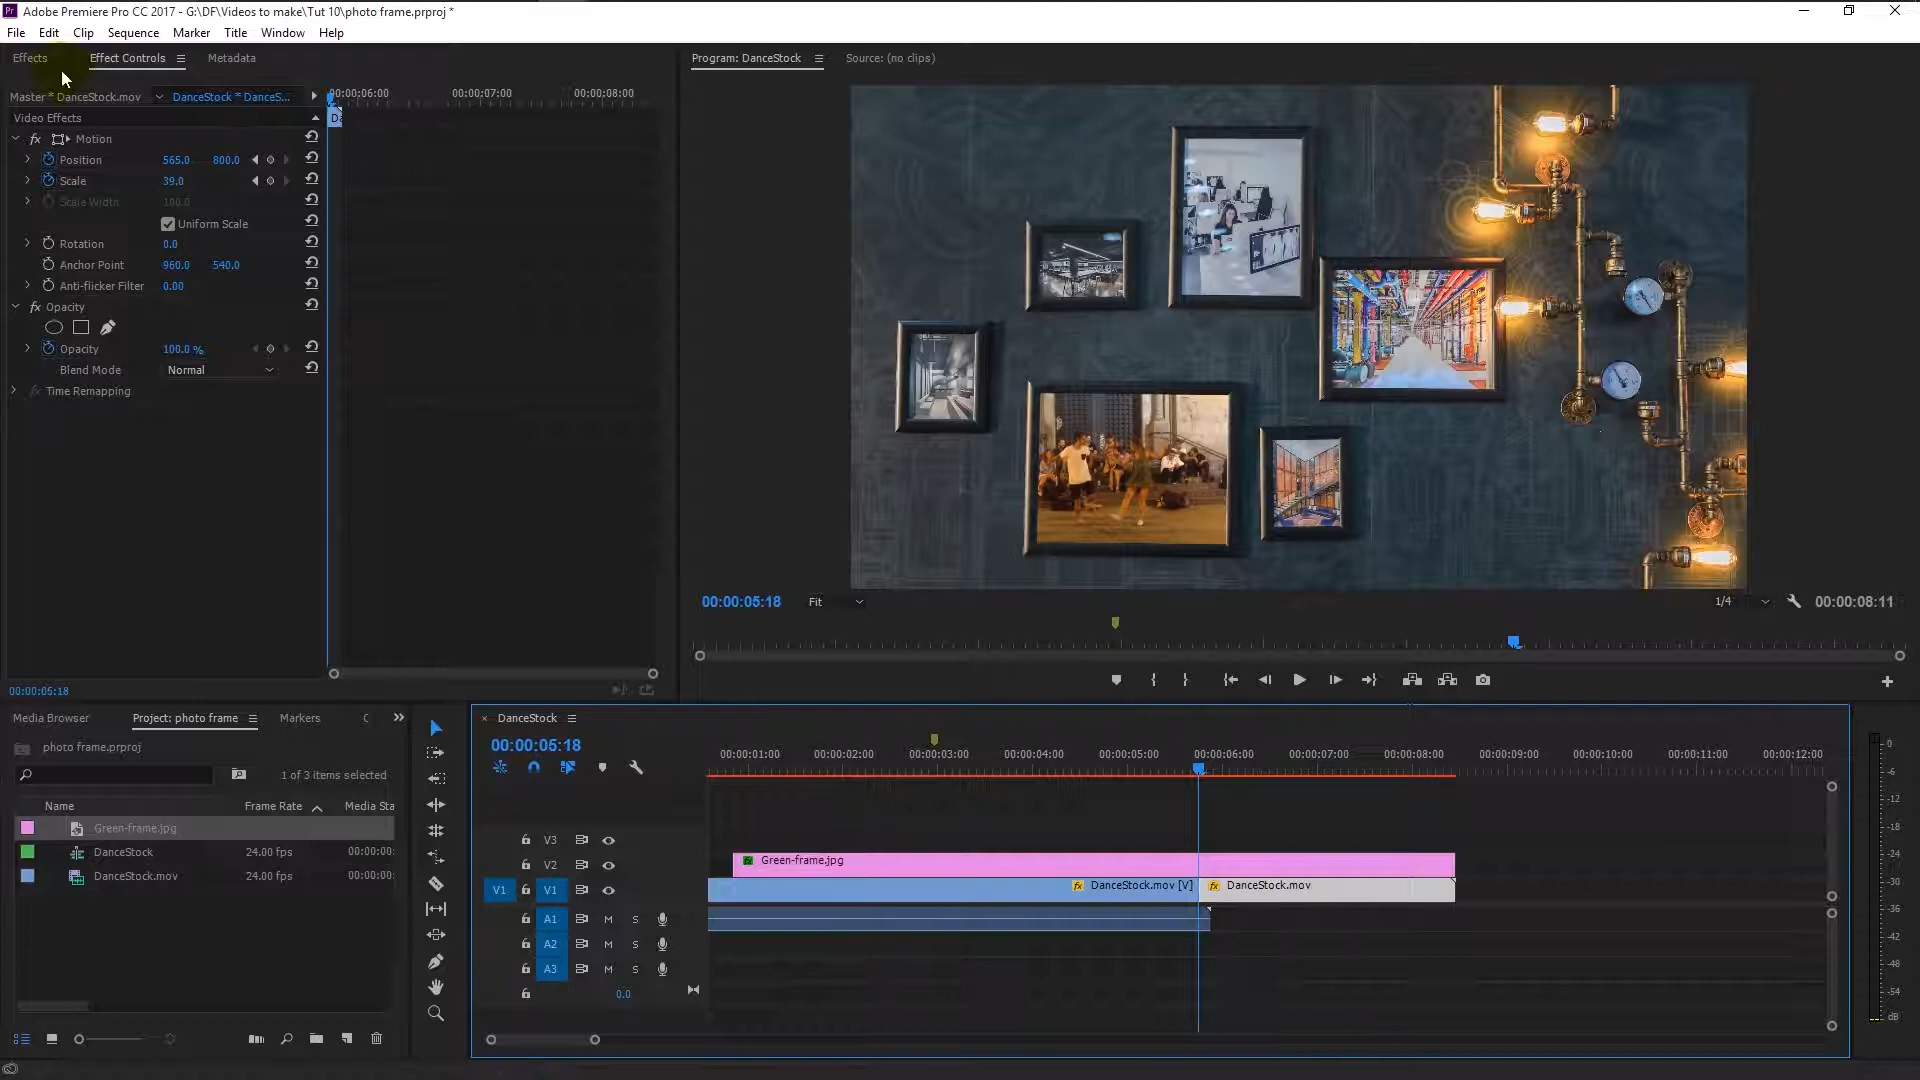 Adobe Premiere Pro CC 2017 - G:\DF\Videos to make\Tut 10\photo frame.prproj *
File Edit Clip Sequence Marker Title Window Help
Effects Effect Controls Metadata
Program: DanceStock Source: (no clips)
Master * DanceStock.mov DanceStock * DanceS...
00:00:06:00 00:00:07:00 00:00:08:00
Video Effects
fx Motion
Position 565.0 800.0
Scale 39.0
Scale Width 100.0
Uniform Scale
Rotation 0.0
Anchor Point 960.0 540.0
Anti-flicker Filter 0.00
fx Opacity
Opacity 100.0 %
Blend Mode Normal
fx Time Remapping
00:00:05:18 Fit 1/4 00:00:08:11
00:00:05:18
Media Browser Project: photo frame Markers C
photo frame.prproj
1 of 3 items selected
Name Frame Rate Media Sta
Green-frame.jpg
DanceStock 24.00 fps 00:00:00:
DanceStock.mov 24.00 fps 00:00:00:
× DanceStock
00:00:05:18
00:00:01:00 00:00:02:00 00:00:03:00 00:00:04:00 00:00:05:00 00:00:06:00 00:00:07:00 00:00:08:00 00:00:09:00 00:00:10:00 00:00:11:00 00:00:12:00
V3
V2 fx Green-frame.jpg
V1 V1 fx DanceStock.mov [V] fx DanceStock.mov
A1 M S
A2 M S
A3 M S
0.0
0
-6
-12
-18
-24
-30
-36
-42
-48
-54
dB